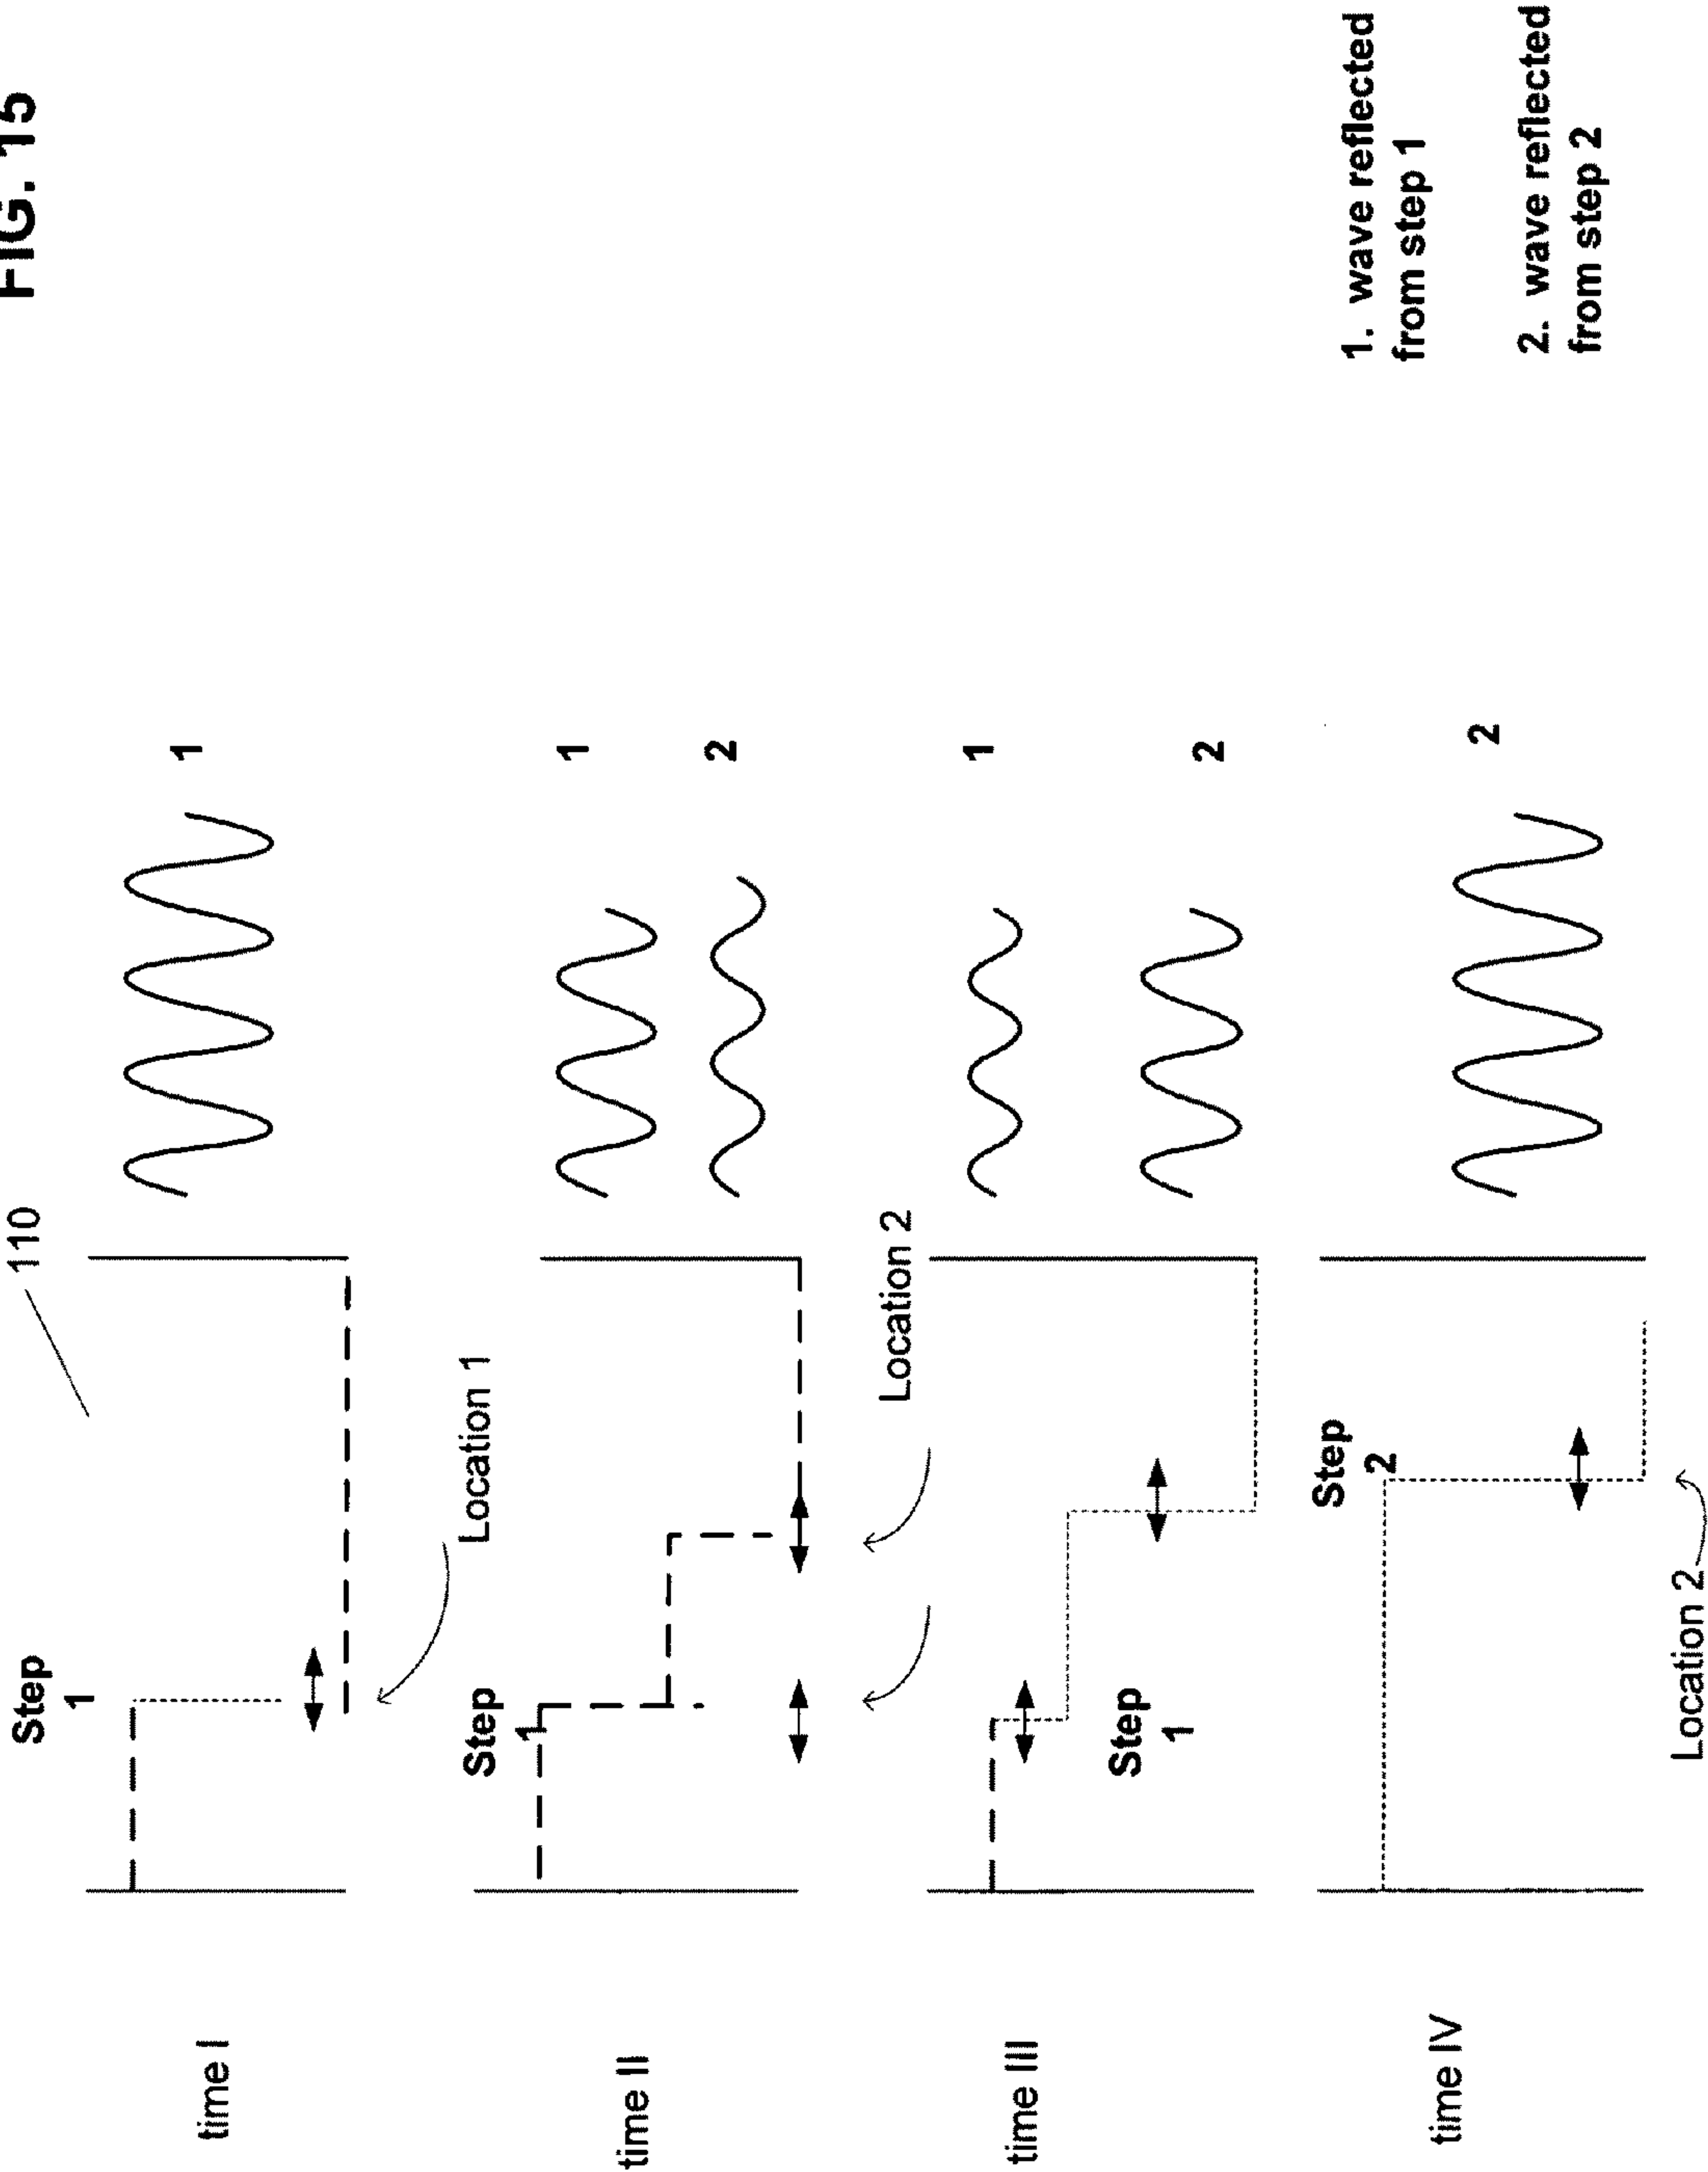 FIG. 15
110
Step
1
time I
1
Location 1
Step
1
time II
1
2
Location 2
time III
1
Step
1
2
Step
2
time IV
2
Location 2
1. wave reflected
from step 1
2. wave reflected
from step 2